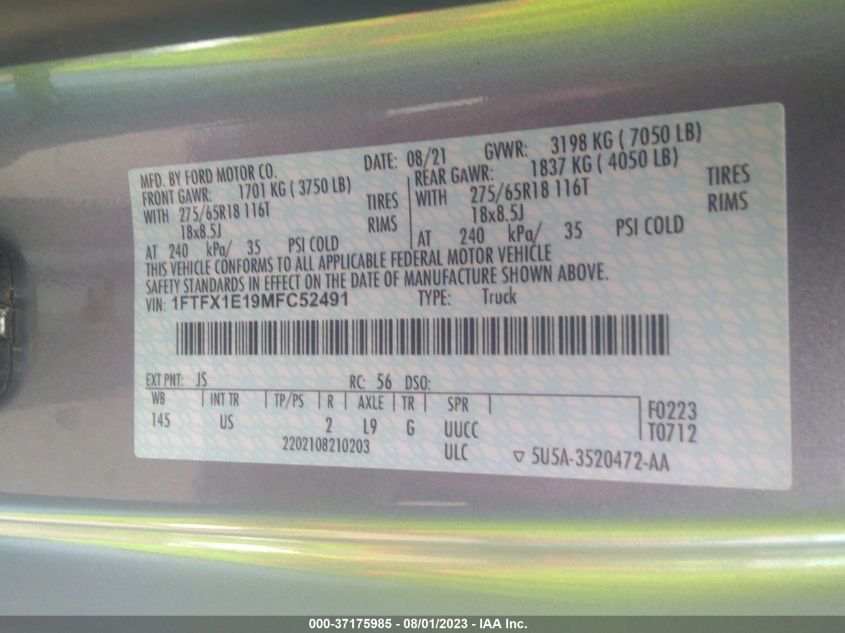 MFD. BY FORD MOTOR CO. DATE: 08/21 GVWR: 3198 KG ( 7050 LB)
FRONT GAWR: 1701 KG ( 3750 LB) REAR GAWR: 1837 KG ( 4050 LB)
WITH 275/65R18 116T TIRES WITH 275/65R18 116T TIRES
18x8.5J RIMS 18x8.5J RIMS
AT 240 kPa/ 35 PSI COLD AT 240 kPa/ 35 PSI COLD
THIS VEHICLE CONFORMS TO ALL APPLICABLE FEDERAL MOTOR VEHICLE
SAFETY STANDARDS IN EFFECT ON THE DATE OF MANUFACTURE SHOWN ABOVE.
VIN: 1FTFX1E19MFC52491 TYPE: Truck
EXT PNT: JS RC: 56 DSO:
WB INT TR TP/PS R AXLE TR SPR F0223
145 US 2 L9 G UUCC T0712
2202108210203 ULC ▽ 5U5A-3520472-AA
000-37175985 - 08/01/2023 - IAA Inc.